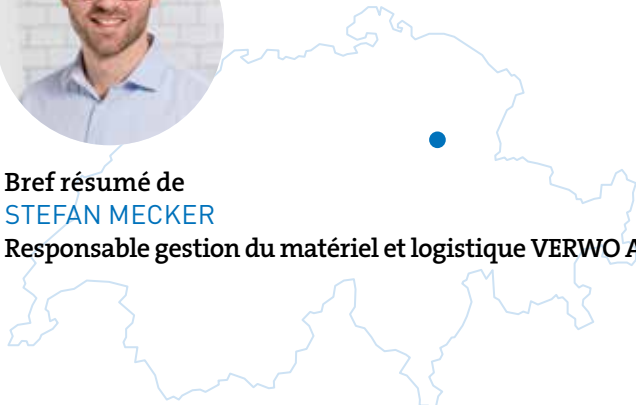 Bref résumé de
STEFAN MECKER
Responsable gestion du matériel et logistique VERWO A